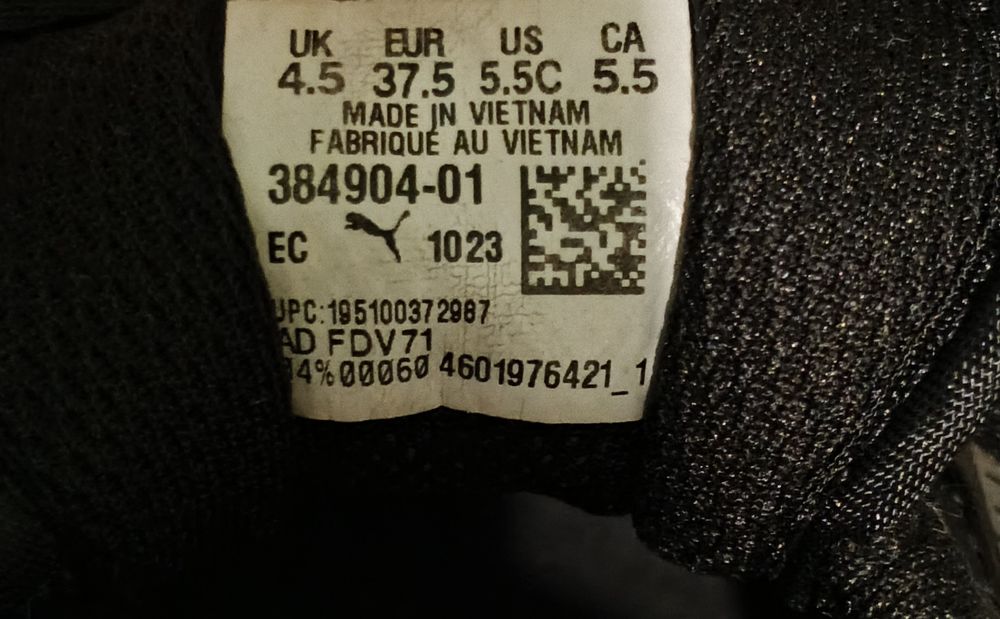 UK EUR US CA
4.5 37.5 5.5C 5.5
MADE IN VIETNAM
FABRIQUÉ AU VIETNAM
384904-01
EC 1023
UPC:195100372987
AD FDV71
14%00060 4601976421_1